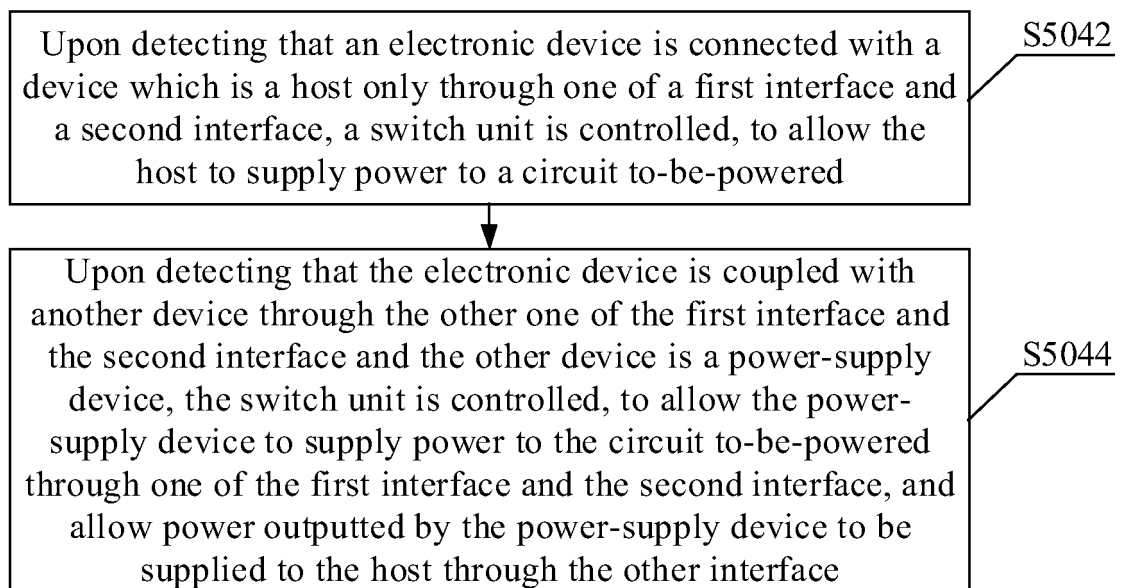 Upon detecting that an electronic device is connected with a
device which is a host only through one of a first interface and
a second interface, a switch unit is controlled, to allow the
host to supply power to a circuit to-be-powered
S5042
Upon detecting that the electronic device is coupled with
another device through the other one of the first interface and
the second interface and the other device is a power-supply
device, the switch unit is controlled, to allow the power-
supply device to supply power to the circuit to-be-powered
through one of the first interface and the second interface, and
allow power outputted by the power-supply device to be
supplied to the host through the other interface
S5044